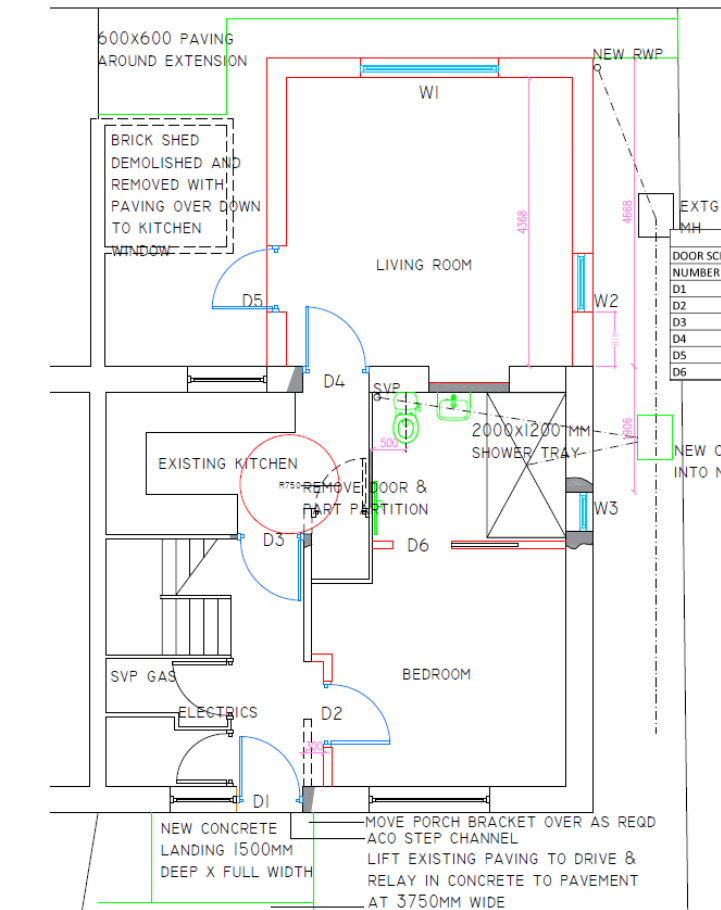 600x600 PAVING
AROUND EXTENSION
NEW RWP
W1
BRICK SHED
DEMOLISHED AND
REMOVED WITH
PAVING OVER DOWN
TO KITCHEN
WINDOW
4368
4668
EXTG
MH
LIVING ROOM
DOOR SCH
NUMBER
D1
D2
D3
D4
D5
D6
D5
W2
D4
SVP
500
2000x1200 MM
SHOWER TRAY
1906
NEW C
INTO N
EXISTING KITCHEN
R750
REMOVE DOOR &
PART PARTITION
W3
D3
D6
SVP GAS
BEDROOM
ELECTRICS
D2
300
D1
MOVE PORCH BRACKET OVER AS REQD
ACO STEP CHANNEL
NEW CONCRETE
LANDING 1500MM
DEEP X FULL WIDTH
LIFT EXISTING PAVING TO DRIVE &
RELAY IN CONCRETE TO PAVEMENT
AT 3750MM WIDE